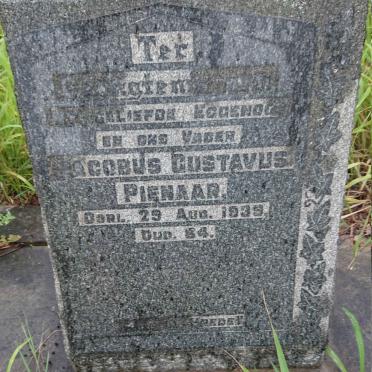 Ter
Geliefde Eggenoot
en ons Vader
Jacobus Gustavus
Pienaar.
Oorl. 29 Aug. 1939
Oud. 64.